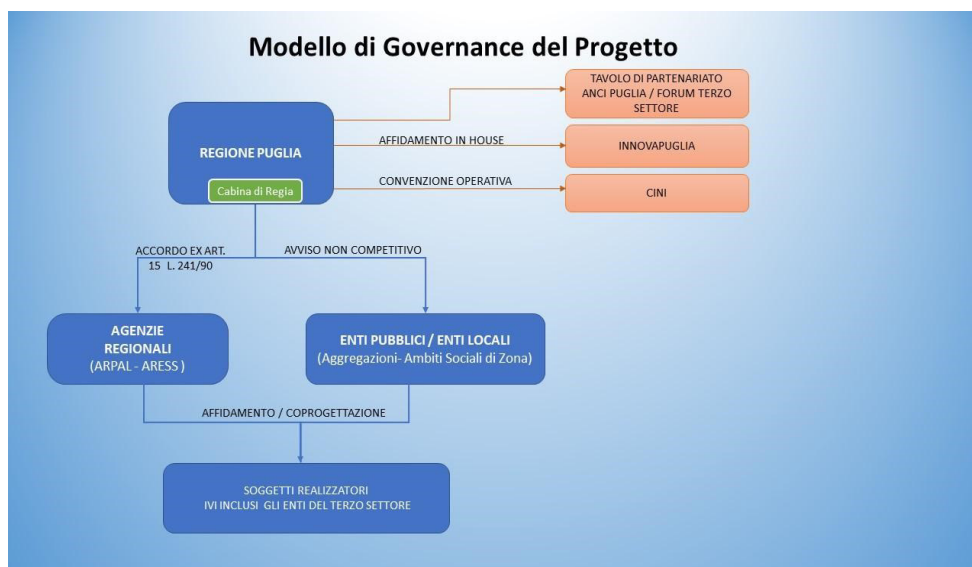 Modello di Governance del Progetto
TAVOLO DI PARTENARIATO
ANCI PUGLIA / FORUM TERZO
SETTORE
REGIONE PUGLIA
AFFIDAMENTO IN HOUSE
INNOVAPUGLIA
Cabina di Regia
CONVENZIONE OPERATIVA
CINI
ACCORDO EX ART.
15 L. 241/90
AVVISO NON COMPETITIVO
AGENZIE
REGIONALI
(ARPAL - ARESS )
ENTI PUBBLICI / ENTI LOCALI
(Aggregazioni- Ambiti Sociali di Zona)
AFFIDAMENTO / COPROGETTAZIONE
SOGGETTI REALIZZATORI
IVI INCLUSI GLI ENTI DEL TERZO SETTORE